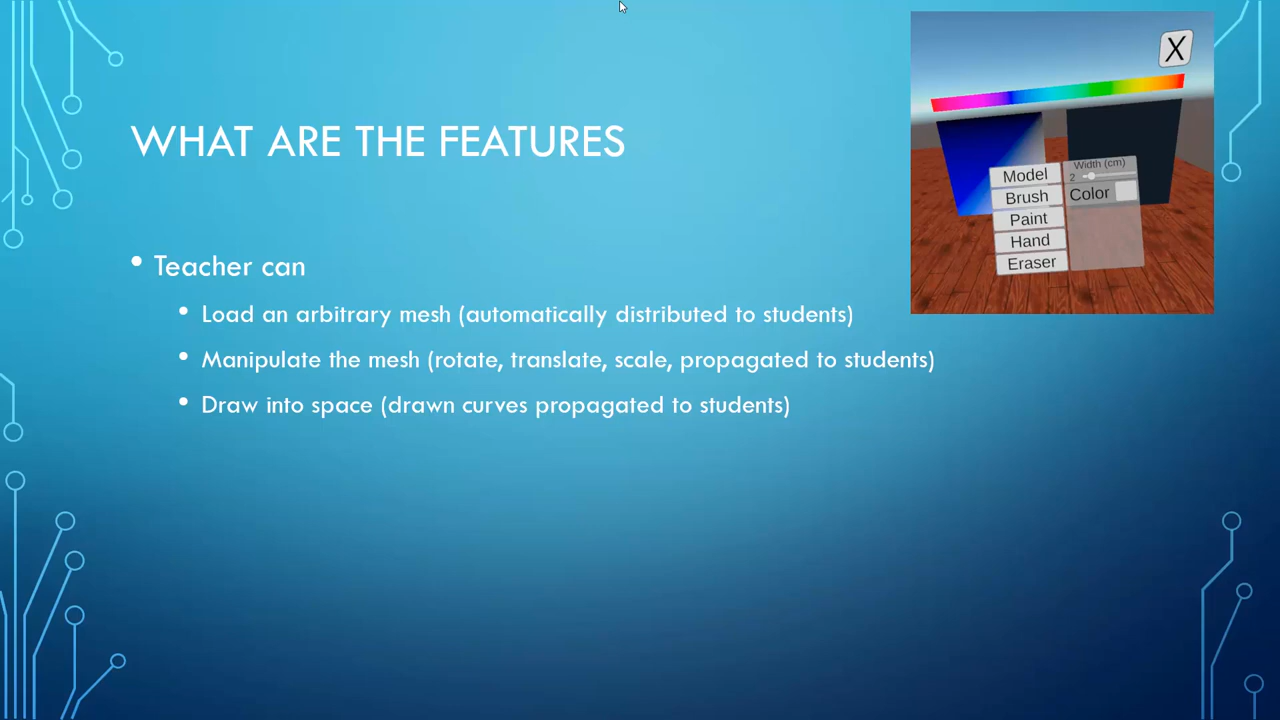 WHAT ARE THE FEATURES
• Teacher can
• Load an arbitrary mesh (automatically distributed to students)
• Manipulate the mesh (rotate, translate, scale, propagated to students)
• Draw into space (drawn curves propagated to students)
X
Model
Brush
Paint
Hand
Eraser
Width (cm)
2
Color